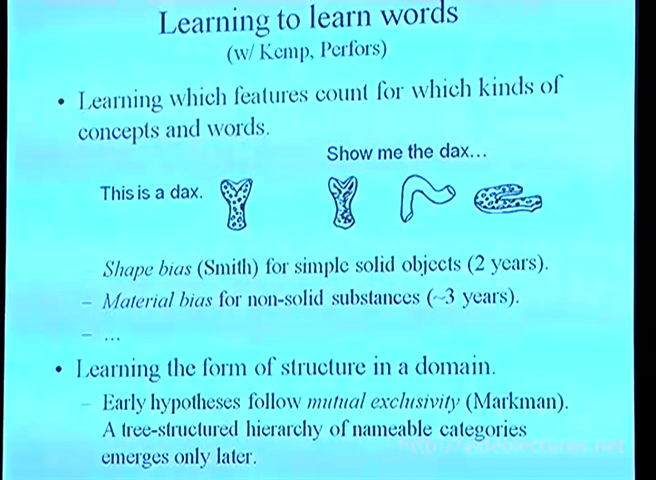 Learning to learn words
(w/ Kemp, Perfors)
• Learning which features count for which kinds of
concepts and words.
Show me the dax...
This is a dax.
Shape bias (Smith) for simple solid objects (2 years).
– Material bias for non-solid substances (~3 years).
– ...
• Learning the form of structure in a domain.
– Early hypotheses follow mutual exclusivity (Markman).
A tree-structured hierarchy of nameable categories
emerges only later.
http://videolectures.net